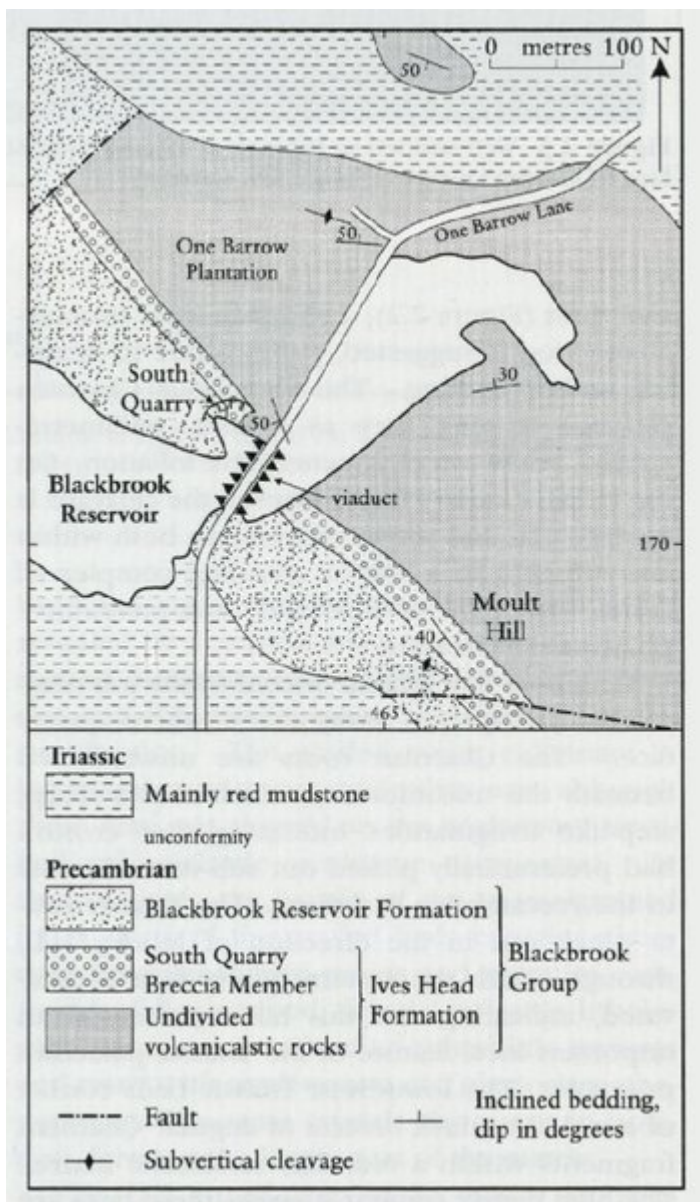 0 metres 100 N
50
One Barrow Lane
50
One Barrow
Plantation
30
South
Quarry
50
Blackbrook
Reservoir
viaduct
170
Moult
Hill
40
465
Triassic
Mainly red mudstone
unconformity
Precambrian
Blackbrook Reservoir Formation
South Quarry
Breccia Member
Ives Head
Formation
Blackbrook
Group
Undivided
volcanicalstic rocks
Fault
Inclined bedding,
dip in degrees
Subvertical cleavage